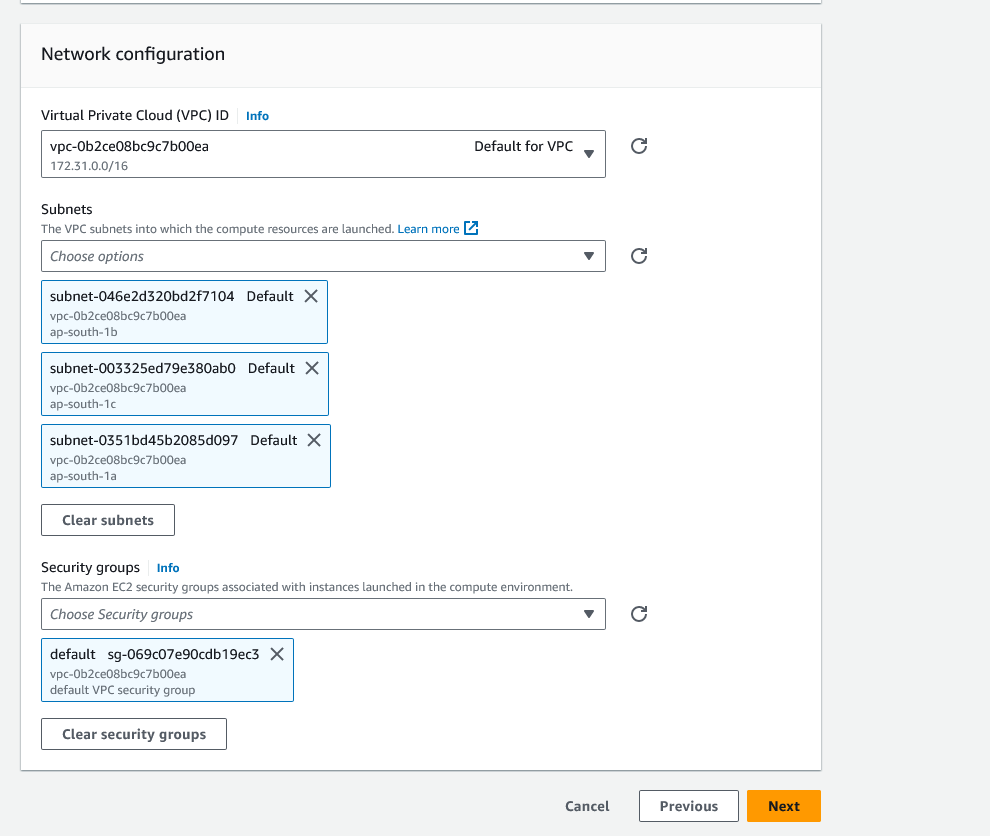 Network configuration
Virtual Private Cloud (VPC) ID Info
vpc-0b2ce08bc9c7b00ea Default for VPC
172.31.0.0/16
Subnets
The VPC subnets into which the compute resources are launched. Learn more
Choose options
subnet-046e2d320bd2f7104 Default
vpc-0b2ce08bc9c7b00ea
ap-south-1b
subnet-003325ed79e380ab0 Default
vpc-0b2ce08bc9c7b00ea
ap-south-1c
subnet-0351bd45b2085d097 Default
vpc-0b2ce08bc9c7b00ea
ap-south-1a
Clear subnets
Security groups Info
The Amazon EC2 security groups associated with instances launched in the compute environment.
Choose Security groups
default sg-069c07e90cdb19ec3
vpc-0b2ce08bc9c7b00ea
default VPC security group
Clear security groups
Cancel Previous Next